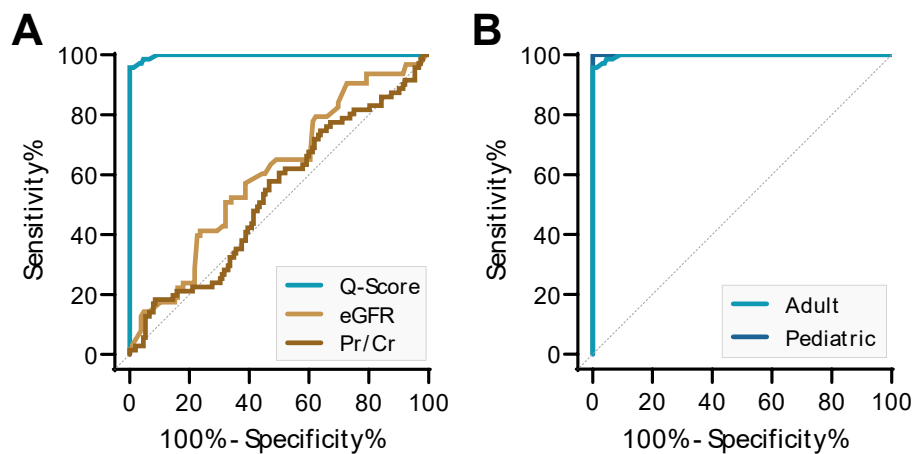 A
100
80
60
40
20
0
Sensitivity%
Q-Score
eGFR
Pr/Cr
0 20 40 60 80 100
100%-Specificity%
B
100
80
60
40
20
0
Sensitivity%
Adult
Pediatric
0 20 40 60 80 100
100%-Specificity%